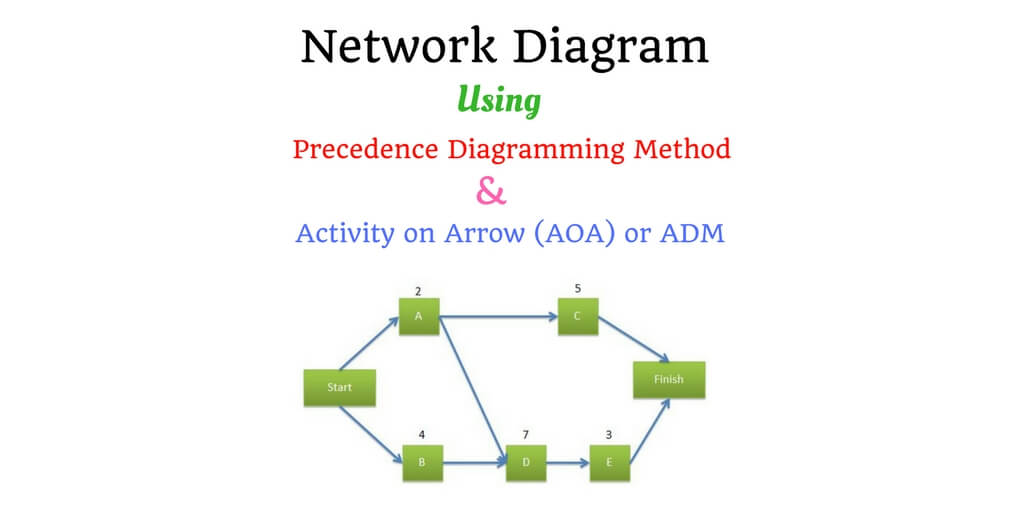 Network Diagram
Using
Precedence Diagramming Method
&
Activity on Arrow (AOA) or ADM
2
5
A
C
Start
Finish
4
7
3
B
D
E